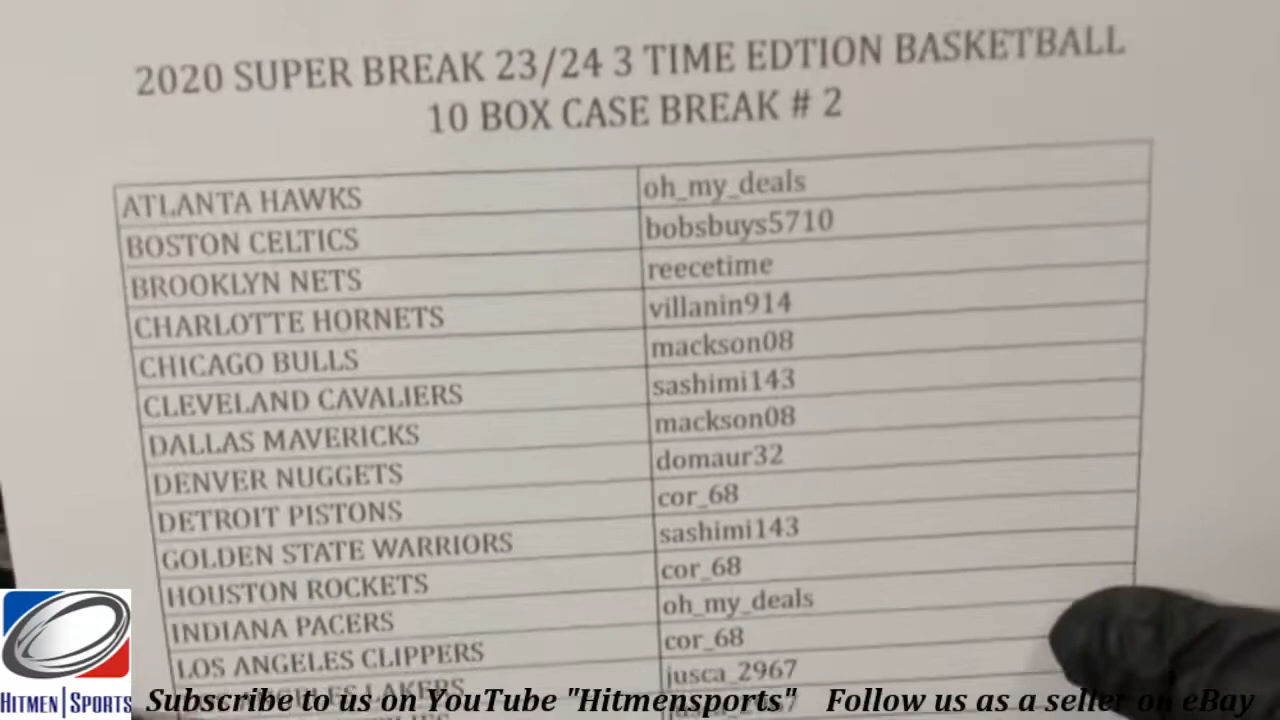 2020 SUPER BREAK 23/24 3 TIME EDTION BASKETBALL
10 BOX CASE BREAK # 2
ATLANTA HAWKS oh_my_deals
BOSTON CELTICS bobsbuys5710
BROOKLYN NETS reecetime
CHARLOTTE HORNETS villanin914
CHICAGO BULLS mackson08
CLEVELAND CAVALIERS sashimi143
DALLAS MAVERICKS mackson08
DENVER NUGGETS domaur32
DETROIT PISTONS cor_68
GOLDEN STATE WARRIORS sashimi143
HOUSTON ROCKETS cor_68
INDIANA PACERS oh_my_deals
LOS ANGELES CLIPPERS cor_68
ANGELES LAKERS jusca_2967
HITMEN SPORTS
Subscribe to us on YouTube "Hitmensports" Follow us as a seller on eBay